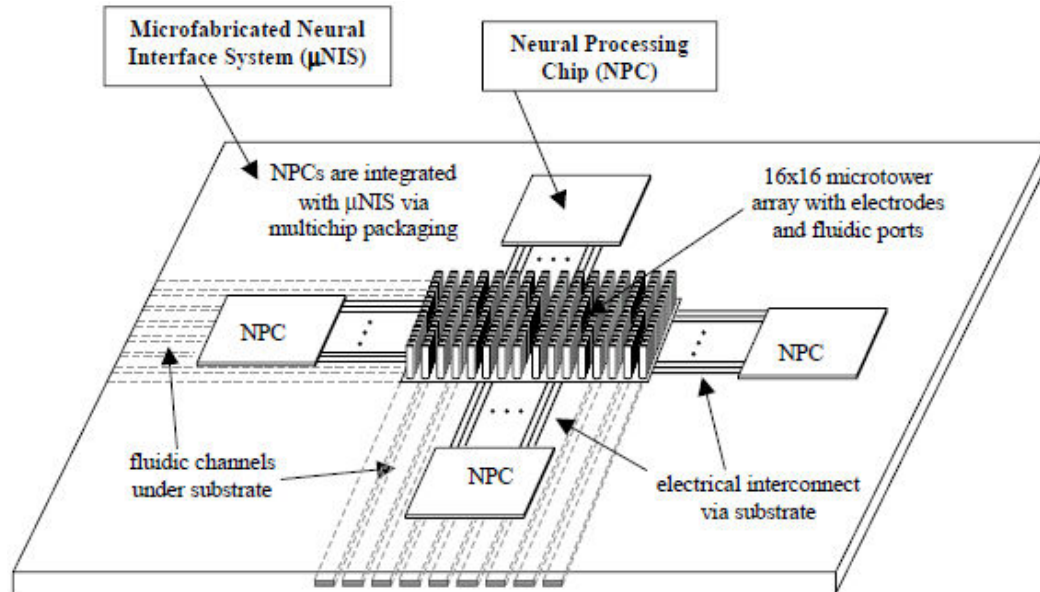 Microfabricated Neural
Interface System (μNIS)
Neural Processing
Chip (NPC)
NPCs are integrated
with μNIS via
multichip packaging
16x16 microtower
array with electrodes
and fluidic ports
NPC
NPC
NPC
fluidic channels
under substrate
electrical interconnect
via substrate